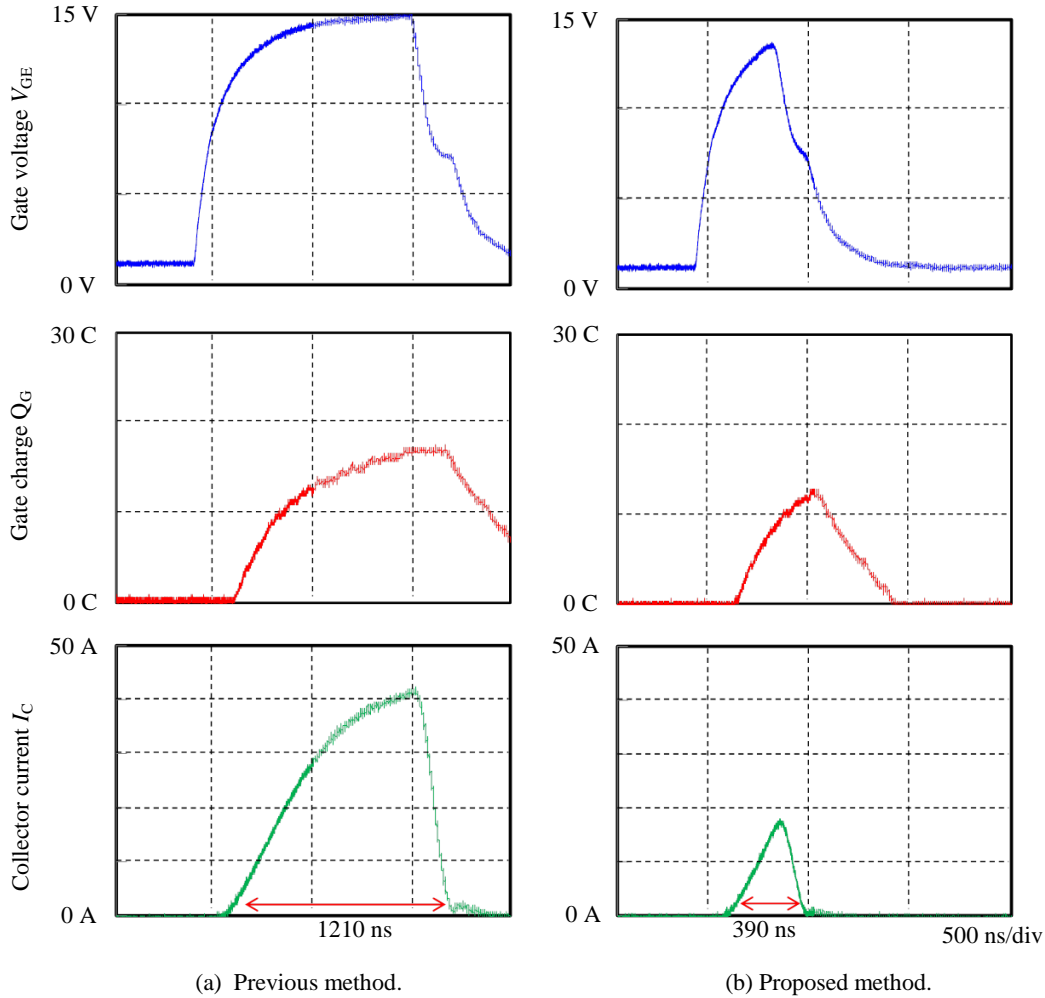 15 V
Gate voltage VGE
0 V
15 V
0 V
30 C
Gate charge QG
0 C
30 C
0 C
50 A
Collector current IC
0 A
1210 ns
50 A
0 A
390 ns
500 ns/div
(a) Previous method.
(b) Proposed method.